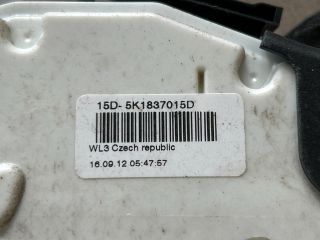 15D- 5K1837015D
WL3 Czech republic
16.09.12 05:47:57